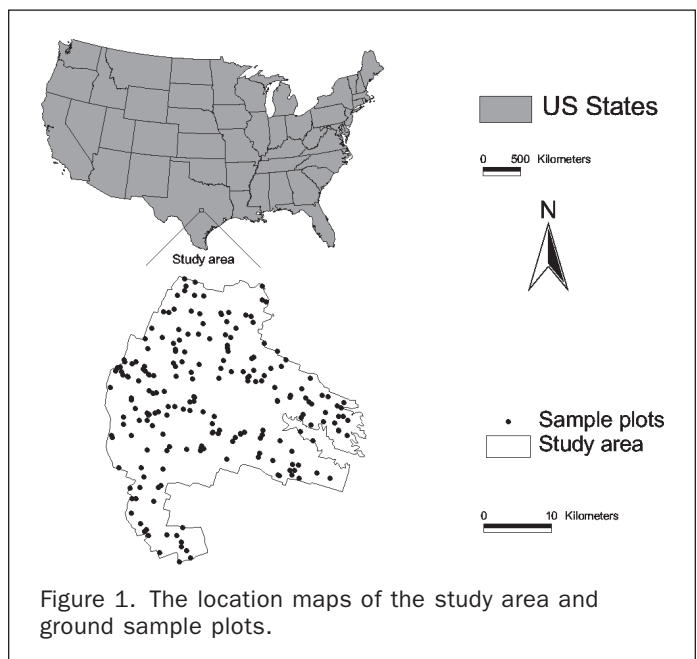 US States
0 500 Kilometers
N
Study area
Sample plots
Study area
0 10 Kilometers
Figure 1. The location maps of the study area and
ground sample plots.